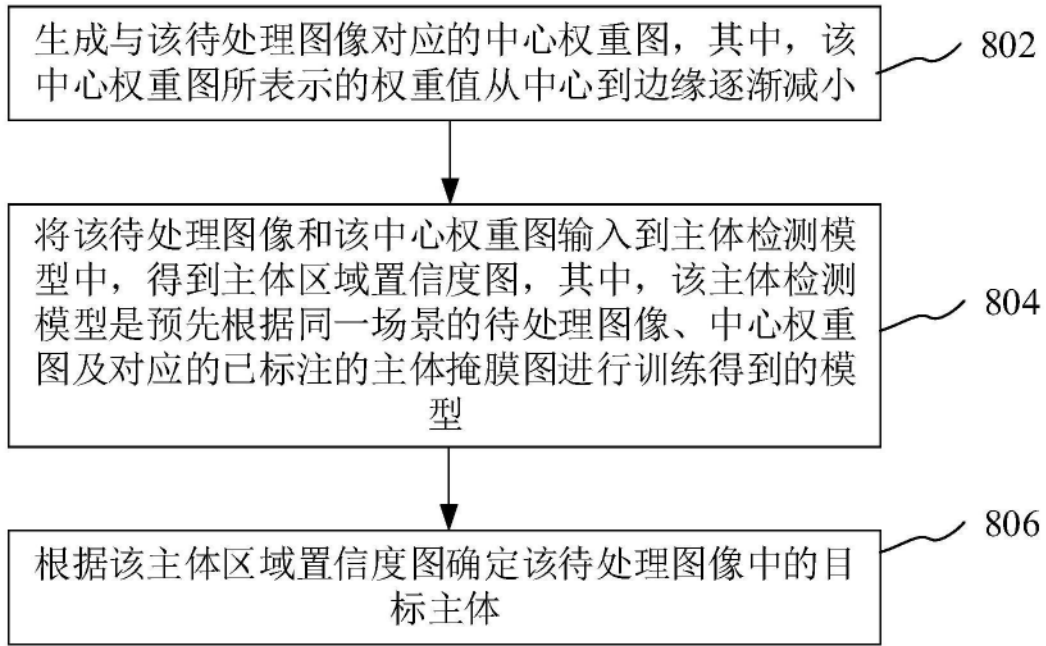 生成与该待处理图像对应的中心权重图，其中，该
中心权重图所表示的权重值从中心到边缘逐渐减小
802
将该待处理图像和该中心权重图输入到主体检测模
型中，得到主体区域置信度图，其中，该主体检测
模型是预先根据同一场景的待处理图像、中心权重
图及对应的已标注的主体掩膜图进行训练得到的模
型
804
根据该主体区域置信度图确定该待处理图像中的目
标主体
806